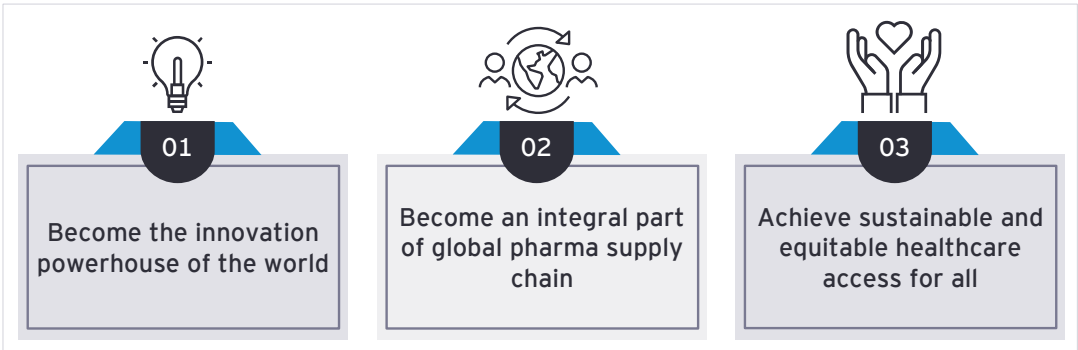 01
Become the innovation
powerhouse of the world
02
Become an integral part
of global pharma supply
chain
03
Achieve sustainable and
equitable healthcare
access for all